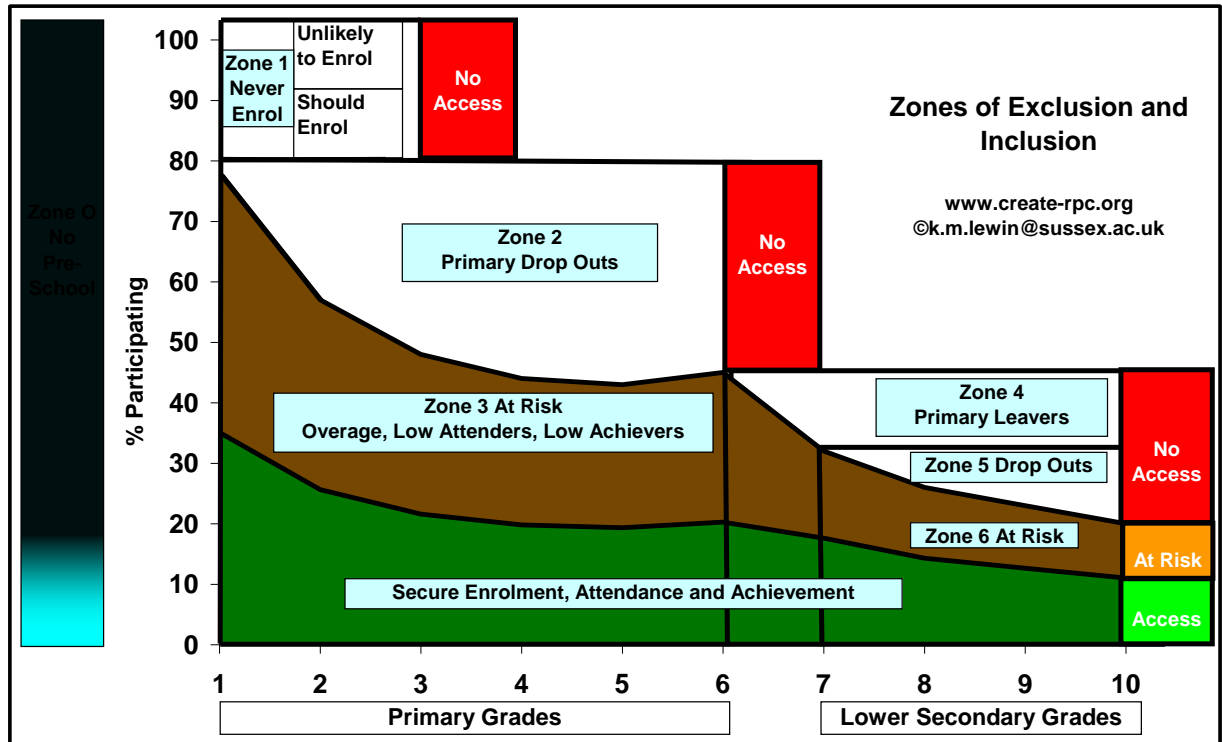 Zones of Exclusion and
Inclusion
www.create-rpc.org
©k.m.lewin@sussex.ac.uk
Zone O
No
Pre-
School
% Participating
100
90
80
70
60
50
40
30
20
10
0
Zone 1
Never
Enrol
Unlikely
to Enrol
Should
Enrol
No
Access
Zone 2
Primary Drop Outs
No
Access
Zone 3 At Risk
Overage, Low Attenders, Low Achievers
Zone 4
Primary Leavers
Zone 5 Drop Outs
No
Access
Zone 6 At Risk
At Risk
Secure Enrolment, Attendance and Achievement
Access
1 2 3 4 5 6 7 8 9 10
Primary Grades
Lower Secondary Grades